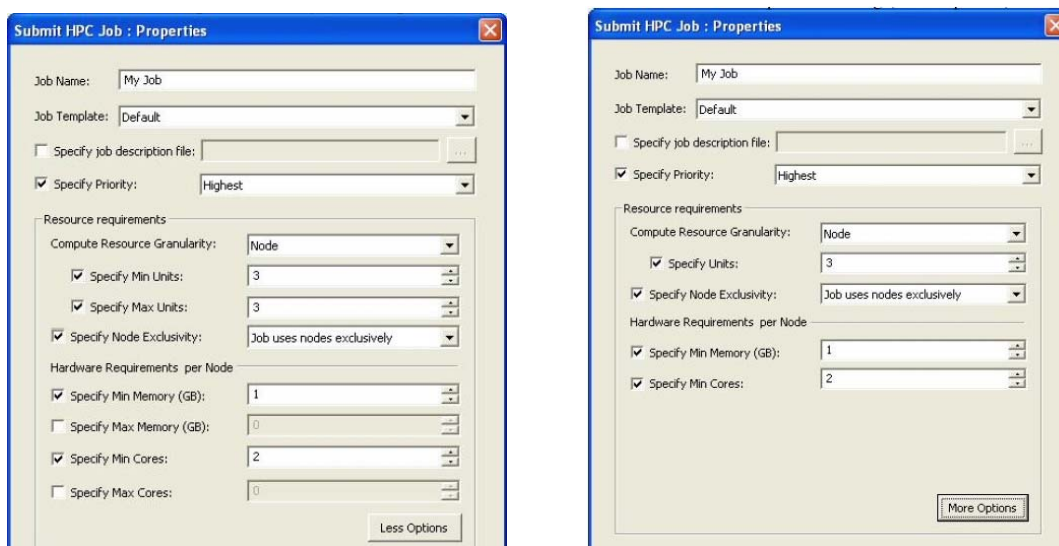 Submit HPC Job : Properties
Job Name: My Job
Job Template: Default
Specify job description file: ...
Specify Priority: Highest
Resource requirements
Compute Resource Granularity: Node
Specify Min Units: 3
Specify Max Units: 3
Specify Node Exclusivity: Job uses nodes exclusively
Hardware Requirements per Node
Specify Min Memory (GB): 1
Specify Max Memory (GB): 0
Specify Min Cores: 2
Specify Max Cores: 0
Less Options
Submit HPC Job : Properties
Job Name: My Job
Job Template: Default
Specify job description file: ...
Specify Priority: Highest
Resource requirements
Compute Resource Granularity: Node
Specify Units: 3
Specify Node Exclusivity: Job uses nodes exclusively
Hardware Requirements per Node
Specify Min Memory (GB): 1
Specify Min Cores: 2
More Options